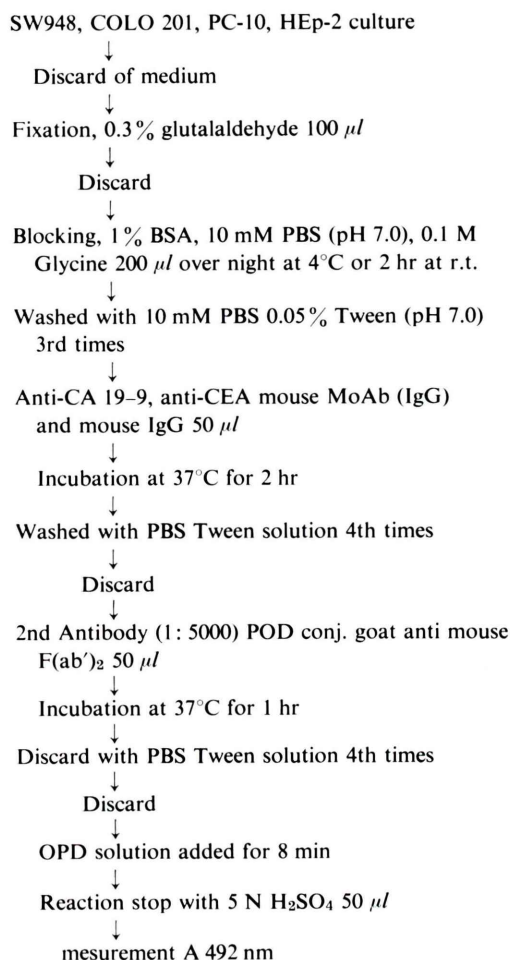 SW948, COLO 201, PC-10, HEp-2 culture
↓
Discard of medium
↓
Fixation, 0.3% glutalaldehyde 100 μl
↓
Discard
↓
Blocking, 1% BSA, 10 mM PBS (pH 7.0), 0.1 M
Glycine 200 μl over night at 4°C or 2 hr at r.t.
↓
Washed with 10 mM PBS 0.05% Tween (pH 7.0)
3rd times
↓
Anti-CA 19-9, anti-CEA mouse MoAb (IgG)
and mouse IgG 50 μl
↓
Incubation at 37°C for 2 hr
↓
Washed with PBS Tween solution 4th times
↓
Discard
↓
2nd Antibody (1: 5000) POD conj. goat anti mouse
F(ab′)₂ 50 μl
↓
Incubation at 37°C for 1 hr
↓
Discard with PBS Tween solution 4th times
↓
Discard
↓
OPD solution added for 8 min
↓
Reaction stop with 5 N H₂SO₄ 50 μl
↓
mesurement A 492 nm